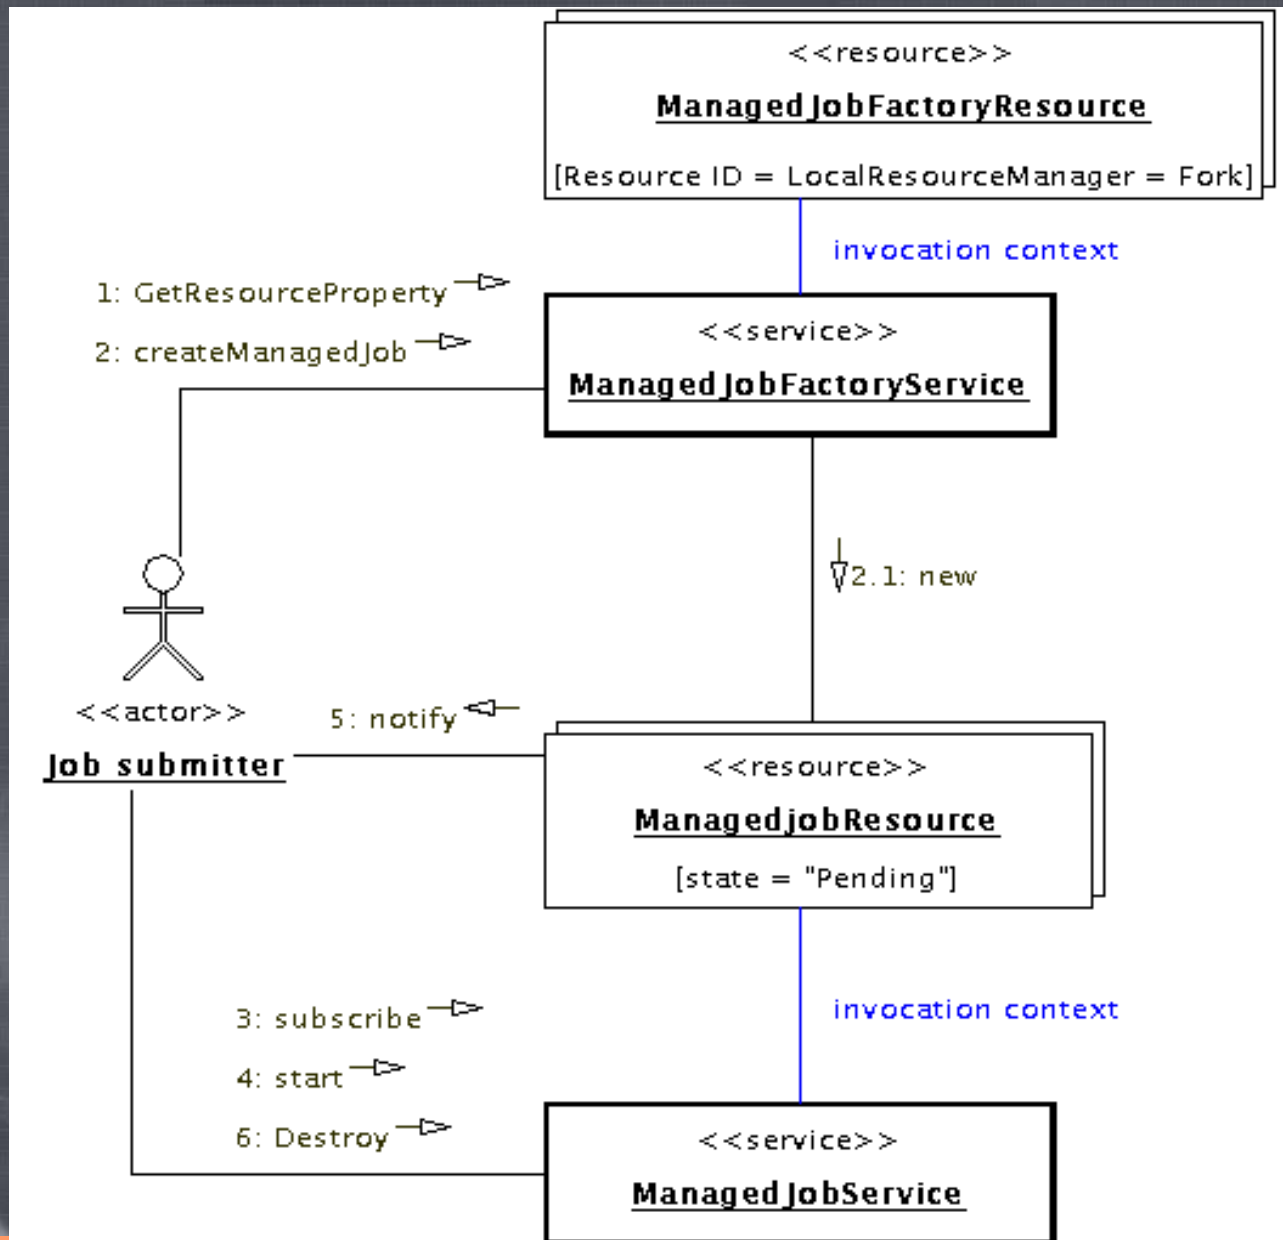 <<resource>>
ManagedJobFactoryResource
[Resource ID = LocalResourceManager = Fork]
invocation context
1: GetResourceProperty
2: createManagedJob
<<service>>
ManagedJobFactoryService
2.1: new
<<actor>>
Job submitter
5: notify
<<resource>>
ManagedjobResource
[state = "Pending"]
invocation context
3: subscribe
4: start
6: Destroy
<<service>>
ManagedJobService